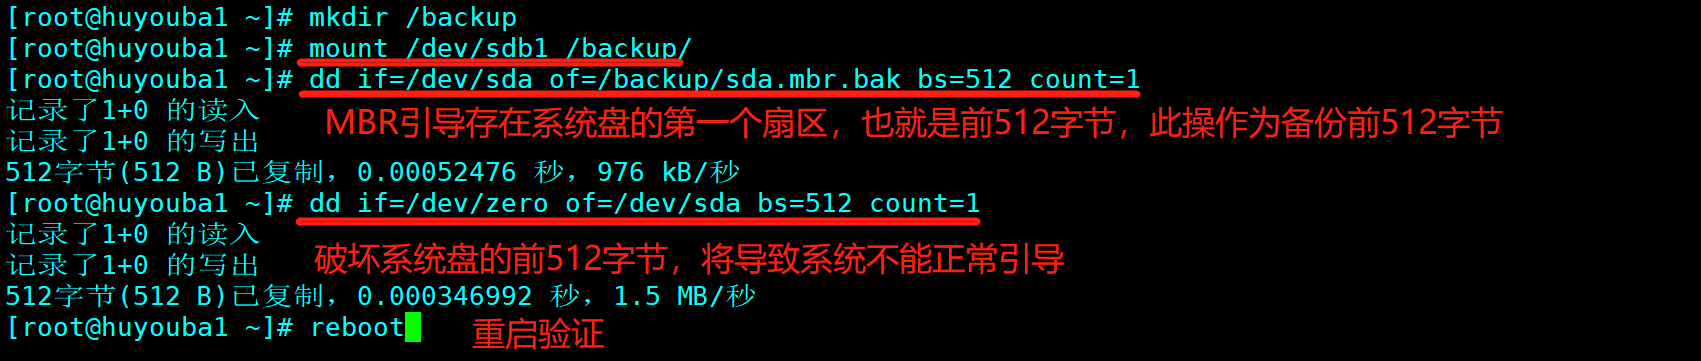 [root@huyouba1 ~]# mkdir /backup
[root@huyouba1 ~]# mount /dev/sdb1 /backup/
[root@huyouba1 ~]# dd if=/dev/sda of=/backup/sda.mbr.bak bs=512 count=1
记录了1+0 的读入
MBR引导存在系统盘的第一个扇区，也就是前512字节，此操作为备份前512字节
记录了1+0 的写出
512字节(512 B)已复制，0.00052476 秒，976 kB/秒
[root@huyouba1 ~]# dd if=/dev/zero of=/dev/sda bs=512 count=1
记录了1+0 的读入
破坏系统盘的前512字节，将导致系统不能正常引导
记录了1+0 的写出
512字节(512 B)已复制，0.000346992 秒，1.5 MB/秒
[root@huyouba1 ~]# reboot
重启验证